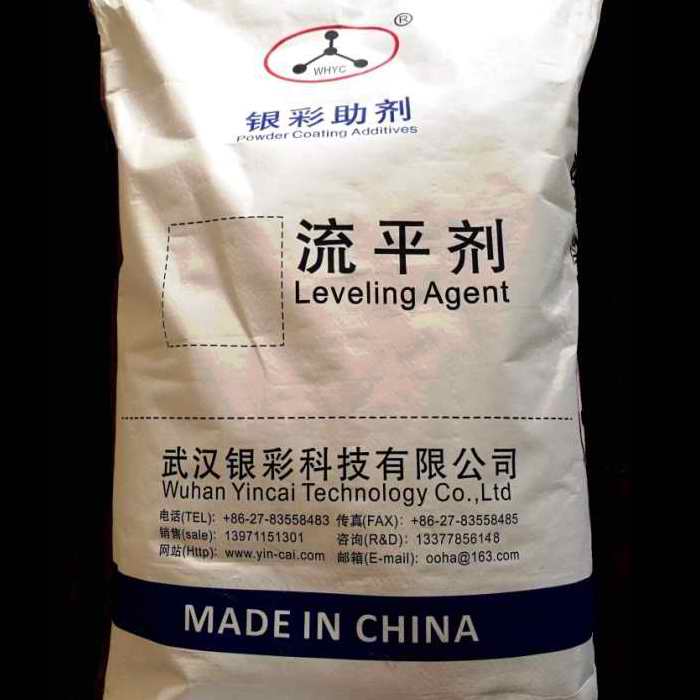 ®
WHYC
银彩助剂
Powder Coating Additives
流平剂
Leveling Agent
武汉银彩科技有限公司
Wuhan Yincai Technology Co.,Ltd
电话(TEL): +86-27-83558483 传真(FAX): +86-27-83558485
销售(sale): 13971151301 咨询(R&D): 13377856148
网站(Http): www.yin-cai.com 邮箱(E-mail): ooha@163.com
MADE IN CHINA